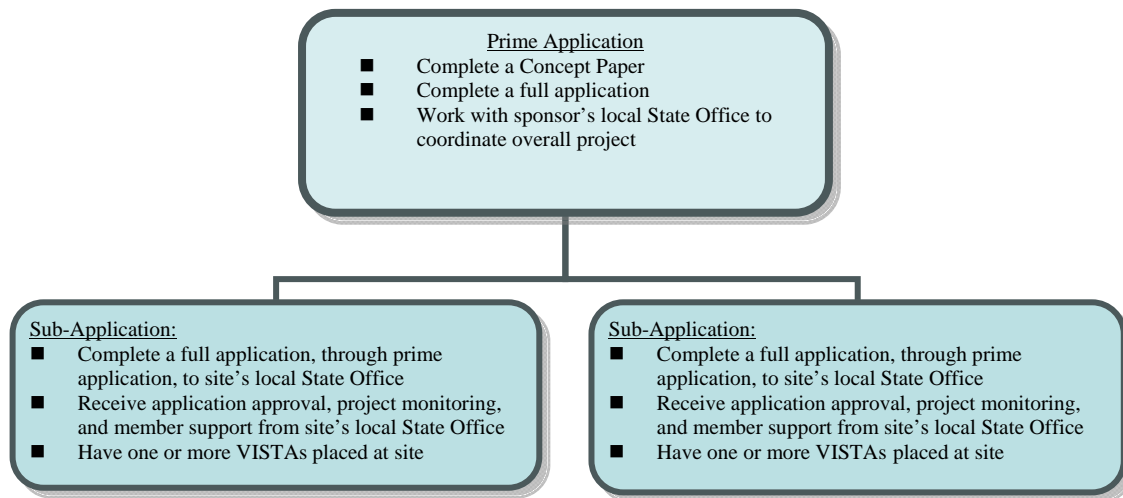 Prime Application
■ Complete a Concept Paper
■ Complete a full application
■ Work with sponsor’s local State Office to
coordinate overall project
Sub-Application:
■ Complete a full application, through prime
application, to site’s local State Office
■ Receive application approval, project monitoring,
and member support from site’s local State Office
■ Have one or more VISTAs placed at site
Sub-Application:
■ Complete a full application, through prime
application, to site’s local State Office
■ Receive application approval, project monitoring,
and member support from site’s local State Office
■ Have one or more VISTAs placed at site